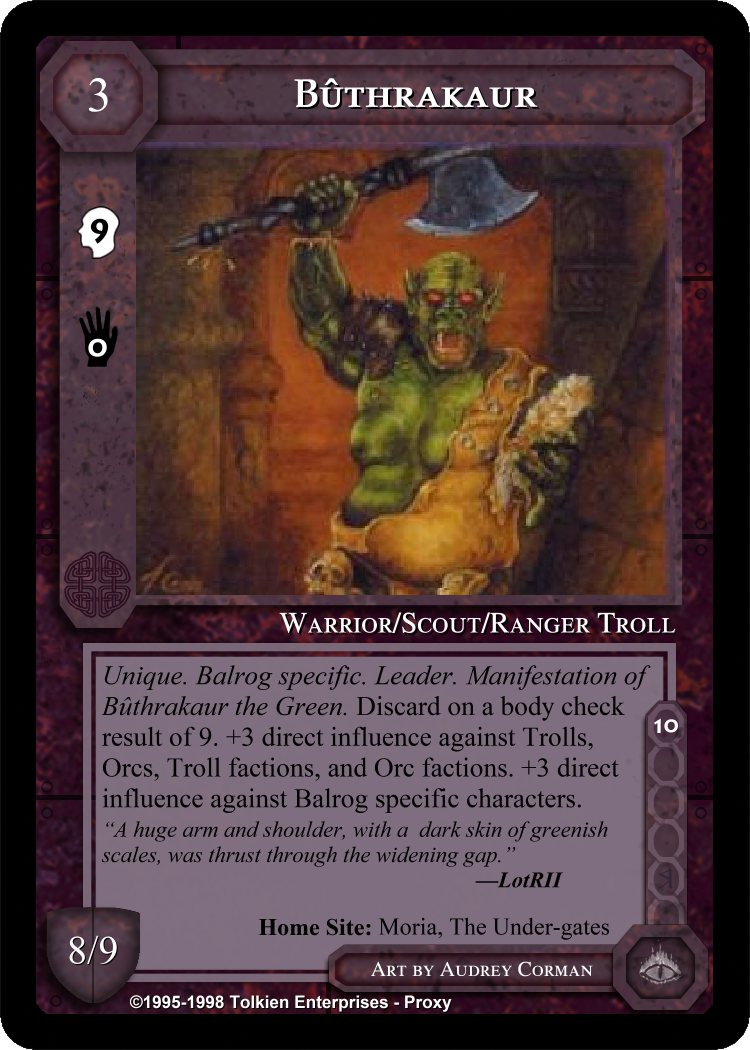 3
BÛTHRAKAUR
9
0
WARRIOR/SCOUT/RANGER TROLL
Unique. Balrog specific. Leader. Manifestation of
Bûthrakaur the Green. Discard on a body check
result of 9. +3 direct influence against Trolls,
Orcs, Troll factions, and Orc factions. +3 direct
influence against Balrog specific characters.
“A huge arm and shoulder, with a dark skin of greenish
scales, was thrust through the widening gap.”
—LotRII
10
Home Site: Moria, The Under-gates
8/9
ART BY AUDREY CORMAN
©1995-1998 Tolkien Enterprises - Proxy